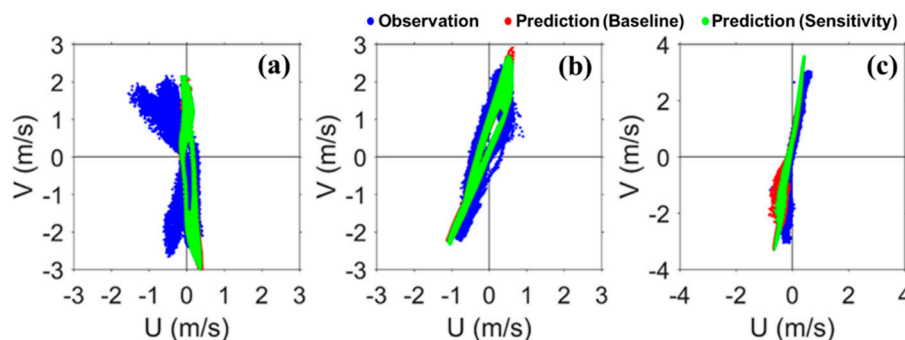 Observation Prediction (Baseline) Prediction (Sensitivity)
3 3 4
(a) (b) (c)
2 2
1 1 2
V (m/s) 0 V (m/s) 0 V (m/s) 0
-1 -1
-2 -2 -2
-3 -3 -4
-3 -2 -1 0 1 2 3 -3 -2 -1 0 1 2 3 -4 -2 0 2 4
U (m/s) U (m/s) U (m/s)